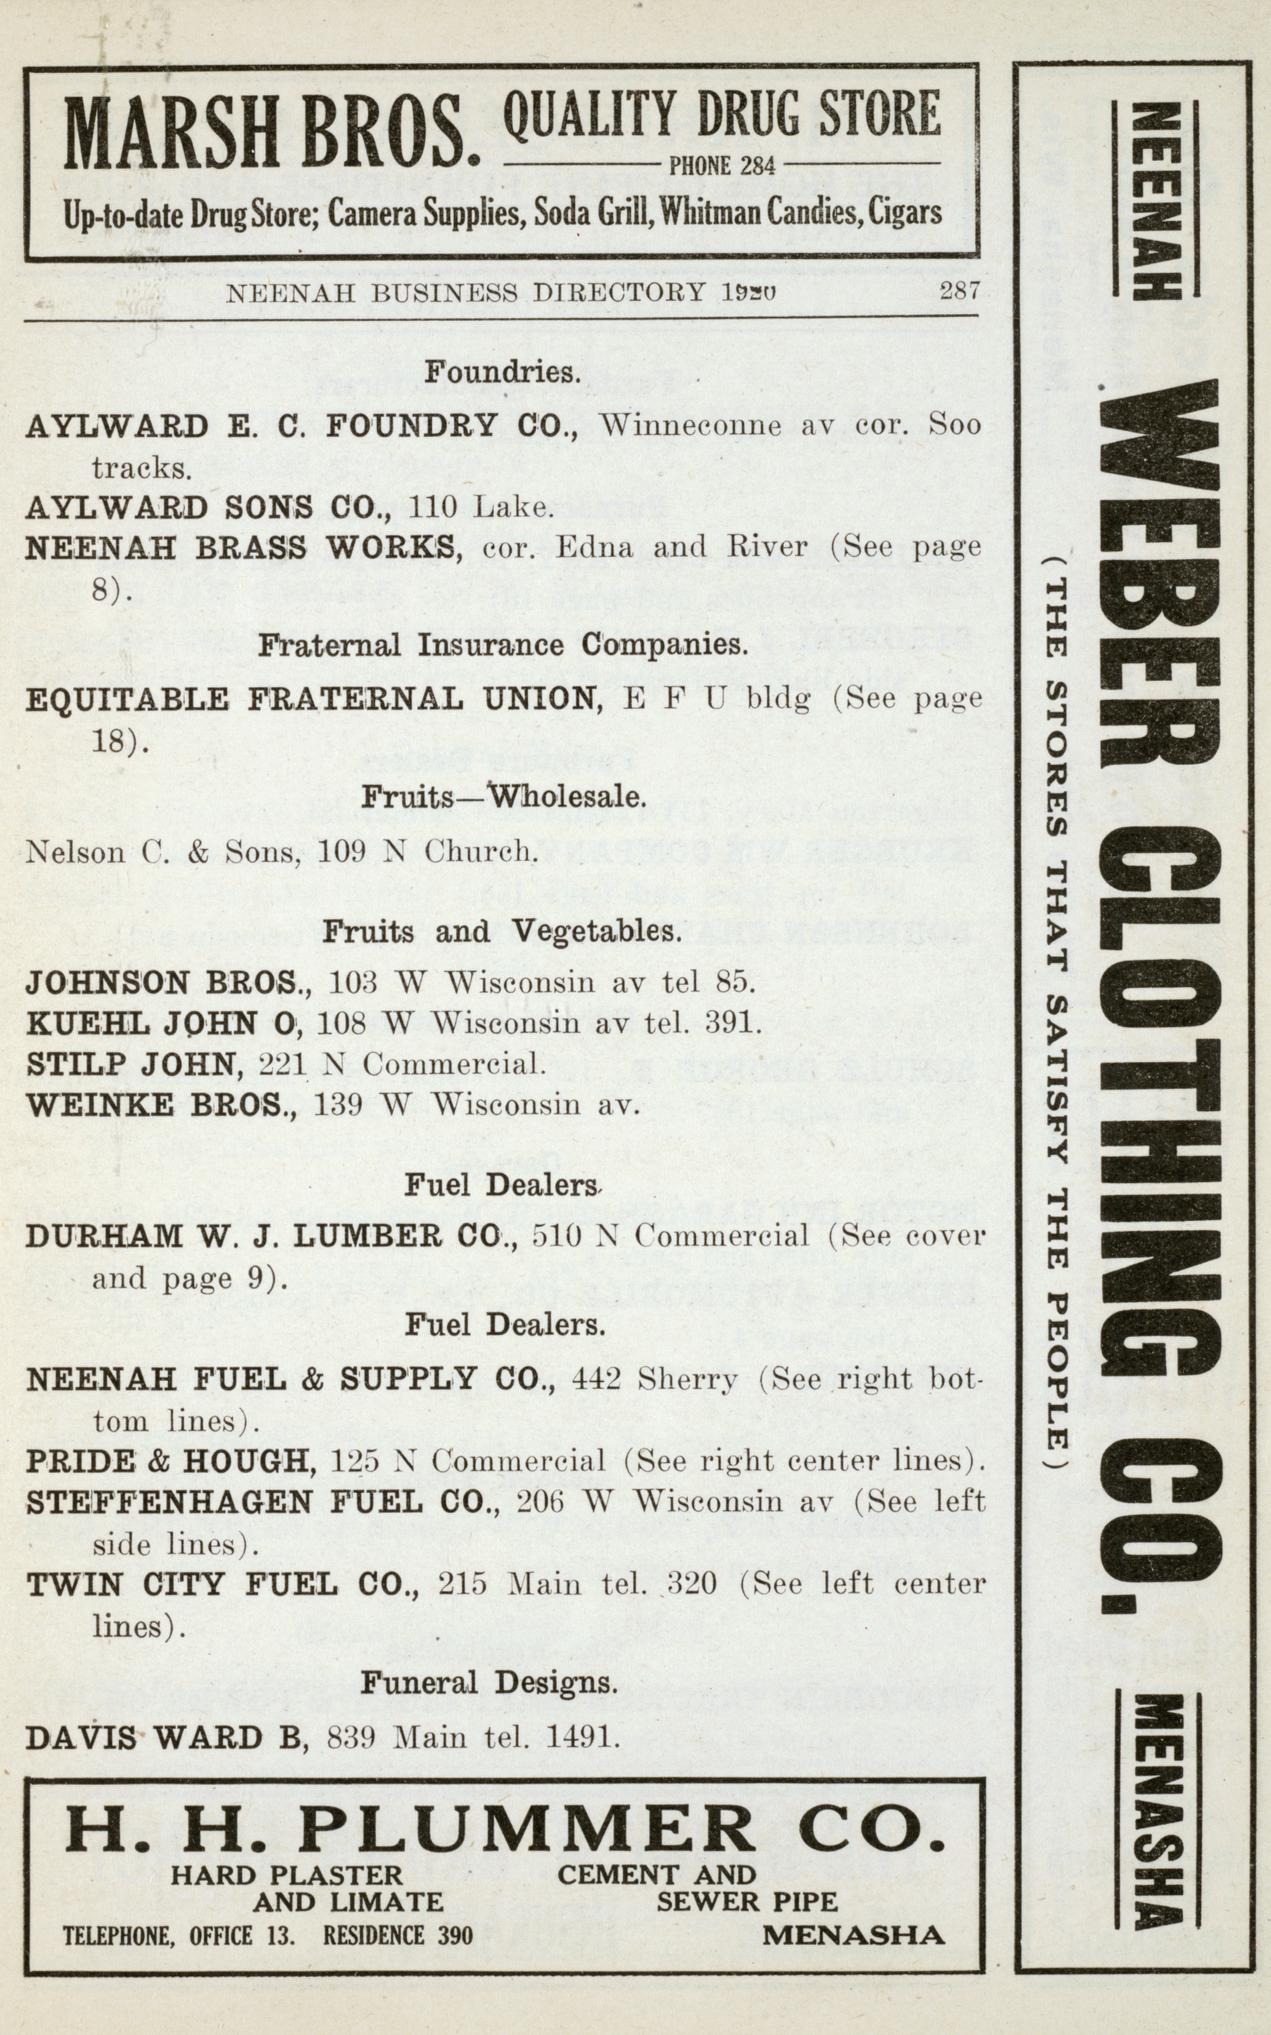 MARSH BROS. QUALITY DRUG STORE
PHONE 284
Up-to-date Drug Store; Camera Supplies, Soda Grill, Whitman Candies, Cigars
NEENAH BUSINESS DIRECTORY 1920 287
Foundries.
AYLWARD E. C. FOUNDRY CO., Winneconne av cor. Soo
tracks.
AYLWARD SONS CO., 110 Lake.
NEENAH BRASS WORKS, cor. Edna and River (See page
8).
Fraternal Insurance Companies.
EQUITABLE FRATERNAL UNION, E F U bldg (See page
18).
Fruits—Wholesale.
Nelson C. & Sons, 109 N Church.
Fruits and Vegetables.
JOHNSON BROS., 103 W Wisconsin av tel 85.
KUEHL JOHN O, 108 W Wisconsin av tel. 391.
STILP JOHN, 221 N Commercial.
WEINKE BROS., 139 W Wisconsin av.
Fuel Dealers.
DURHAM W. J. LUMBER CO., 510 N Commercial (See cover
and page 9).
Fuel Dealers.
NEENAH FUEL & SUPPLY CO., 442 Sherry (See right bot-
tom lines).
PRIDE & HOUGH, 125 N Commercial (See right center lines).
STEFFENHAGEN FUEL CO., 206 W Wisconsin av (See left
side lines).
TWIN CITY FUEL CO., 215 Main tel. 320 (See left center
lines).
Funeral Designs.
DAVIS WARD B, 839 Main tel. 1491.
H. H. PLUMMER CO.
HARD PLASTER CEMENT AND
AND LIMATE SEWER PIPE
TELEPHONE, OFFICE 13. RESIDENCE 390 MENASHA
NEENAH WEBER CLOTHING CO. MENASHA
(THE STORES THAT SATISFY THE PEOPLE)